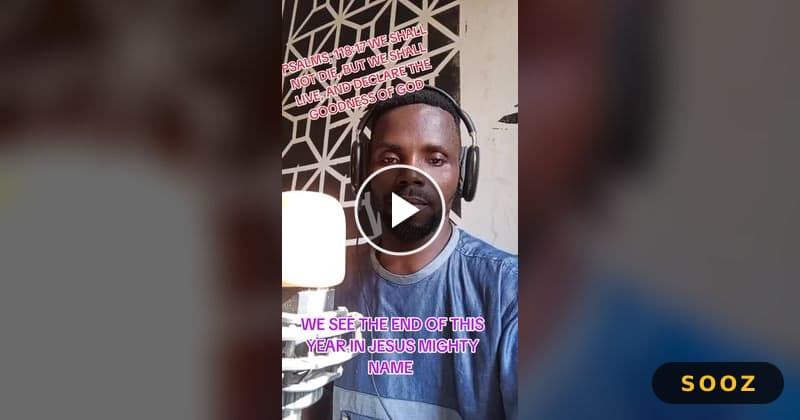 PSALMS; 118:17 WE SHALL
NOT DIE, BUT WE SHALL
LIVE, AND DECLARE THE
GOODNESS OF GOD
WE SEE THE END OF THIS
YEAR IN JESUS MIGHTY
NAME
SOOZ